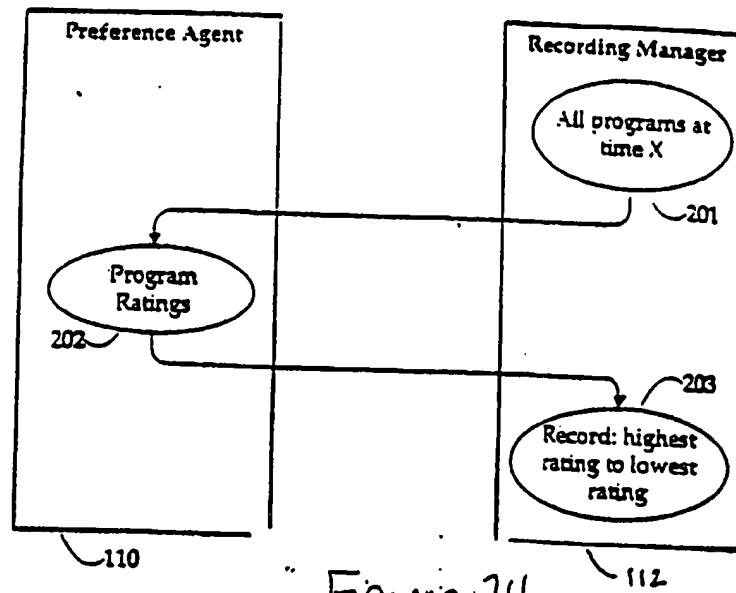 Preference Agent
Recording Manager
All programs at
time X
201
Program
Ratings
202
203
Record: highest
rating to lowest
rating
110
112